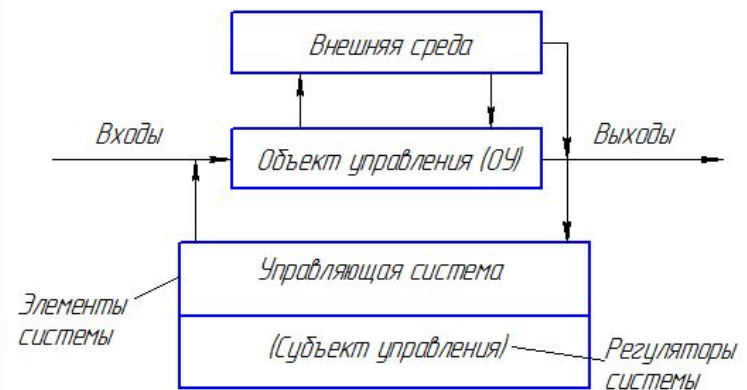 Внешняя среда
Входы
Выходы
Объект управления (ОУ)
Управляющая система
Элементы
системы
(Субъект управления)
Регуляторы
системы